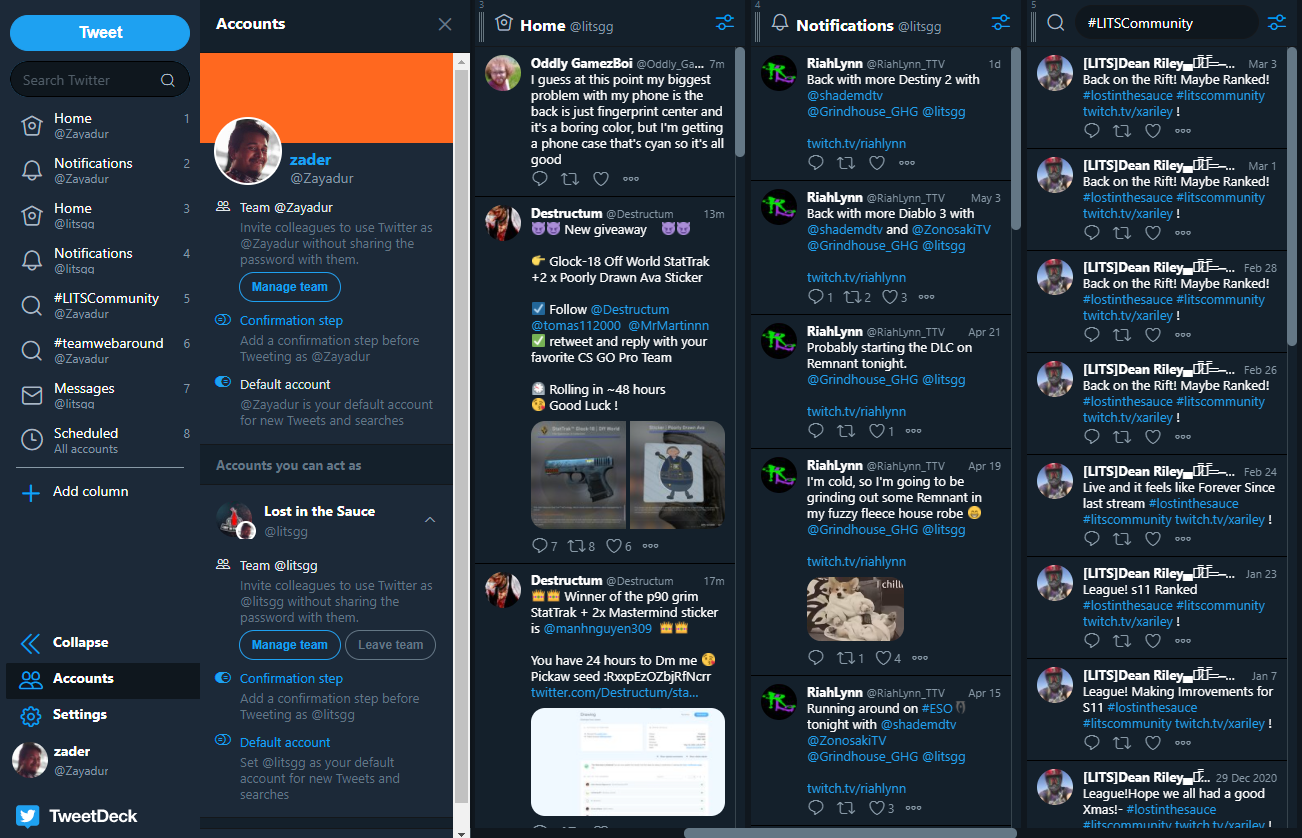 Tweet
Search Twitter
Home 1
@Zayadur
Notifications 2
@Zayadur
Home 3
@litsgg
Notifications 4
@litsgg
#LITSCommunity 5
@Zayadur
#teamwebaround 6
@Zayadur
Messages 7
@litsgg
Scheduled 8
All accounts
Add column
Collapse
Accounts
Settings
zader
@Zayadur
TweetDeck
Accounts
zader
@Zayadur
Team @Zayadur
Invite colleagues to use Twitter as
@Zayadur without sharing the
password with them.
Manage team
Confirmation step
Add a confirmation step before
Tweeting as @Zayadur
Default account
@Zayadur is your default account
for new Tweets and searches
Accounts you can act as
Lost in the Sauce
@litsgg
Team @litsgg
Invite colleagues to use Twitter as
@litsgg without sharing the
password with them.
Manage team Leave team
Confirmation step
Add a confirmation step before
Tweeting as @litsgg
Default account
Set @litsgg as your default
account for new Tweets and
searches
3
Home @litsgg
Oddly GamezBoi @Oddly_Ga... 7m
I guess at this point my biggest
problem with my phone is the
back is just fingerprint center and
it's a boring color, but I'm getting
a phone case that's cyan so it's all
good
Destructum @Destructum 13m
😈😈 New giveaway 😈😈
👉 Glock-18 Off World StatTrak
+2 x Poorly Drawn Ava Sticker
☑️ Follow @Destructum
@tomas112000 @MrMartinnn
✅ retweet and reply with your
favorite CS GO Pro Team
🕐 Rolling in ~48 hours
😘 Good Luck !
StatTrak™ Glock-18 | Off World
Sticker | Poorly Drawn Ava
7 8 6
Destructum @Destructum 17m
👑👑 Winner of the p90 grim
StatTrak + 2x Mastermind sticker
is @manhnguyen309 👑👑
You have 24 hours to Dm me 😘
Pickaw seed :RxxpEzOZbjRfNcrr
twitter.com/Destructum/sta...
4
Notifications @litsgg
RiahLynn @RiahLynn_TTV 1d
Back with more Destiny 2 with
@shademdtv
@Grindhouse_GHG @litsgg
twitch.tv/riahlynn
RiahLynn @RiahLynn_TTV May 3
Back with more Diablo 3 with
@shademdtv and @ZonosakiTV
@Grindhouse_GHG @litsgg
twitch.tv/riahlynn
1 2 3
RiahLynn @RiahLynn_TTV Apr 21
Probably starting the DLC on
Remnant tonight.
@Grindhouse_GHG @litsgg
twitch.tv/riahlynn
1
RiahLynn @RiahLynn_TTV Apr 19
I'm cold, so I'm going to be
grinding out some Remnant in
my fuzzy fleece house robe 😁
@Grindhouse_GHG @litsgg
twitch.tv/riahlynn
I chill
1 4
RiahLynn @RiahLynn_TTV Apr 15
Running around on #ESO
tonight with @shademdtv
@ZonosakiTV
@Grindhouse_GHG @litsgg
twitch.tv/riahlynn
3
5
#LITSCommunity
[LITS]Dean Riley Mar 3
Back on the Rift! Maybe Ranked!
#lostinthesauce #litscommunity
twitch.tv/xariley !
[LITS]Dean Riley Mar 1
Back on the Rift! Maybe Ranked!
#lostinthesauce #litscommunity
twitch.tv/xariley !
[LITS]Dean Riley Feb 28
Back on the Rift! Maybe Ranked!
#lostinthesauce #litscommunity
twitch.tv/xariley !
[LITS]Dean Riley Feb 26
Back on the Rift! Maybe Ranked!
#lostinthesauce #litscommunity
twitch.tv/xariley !
[LITS]Dean Riley Feb 24
Live and it feels like Forever Since
last stream #lostinthesauce
#litscommunity twitch.tv/xariley !
[LITS]Dean Riley Jan 23
League! s11 Ranked
#lostinthesauce #litscommunity
twitch.tv/xariley !
[LITS]Dean Riley Jan 7
League! Making Imrovements for
S11 #lostinthesauce
#litscommunity twitch.tv/xariley !
[LITS]Dean Riley 29 Dec 2020
League!Hope we all had a good
Xmas!- #lostinthesauce
#litscommunity twitch.tv/xariley !